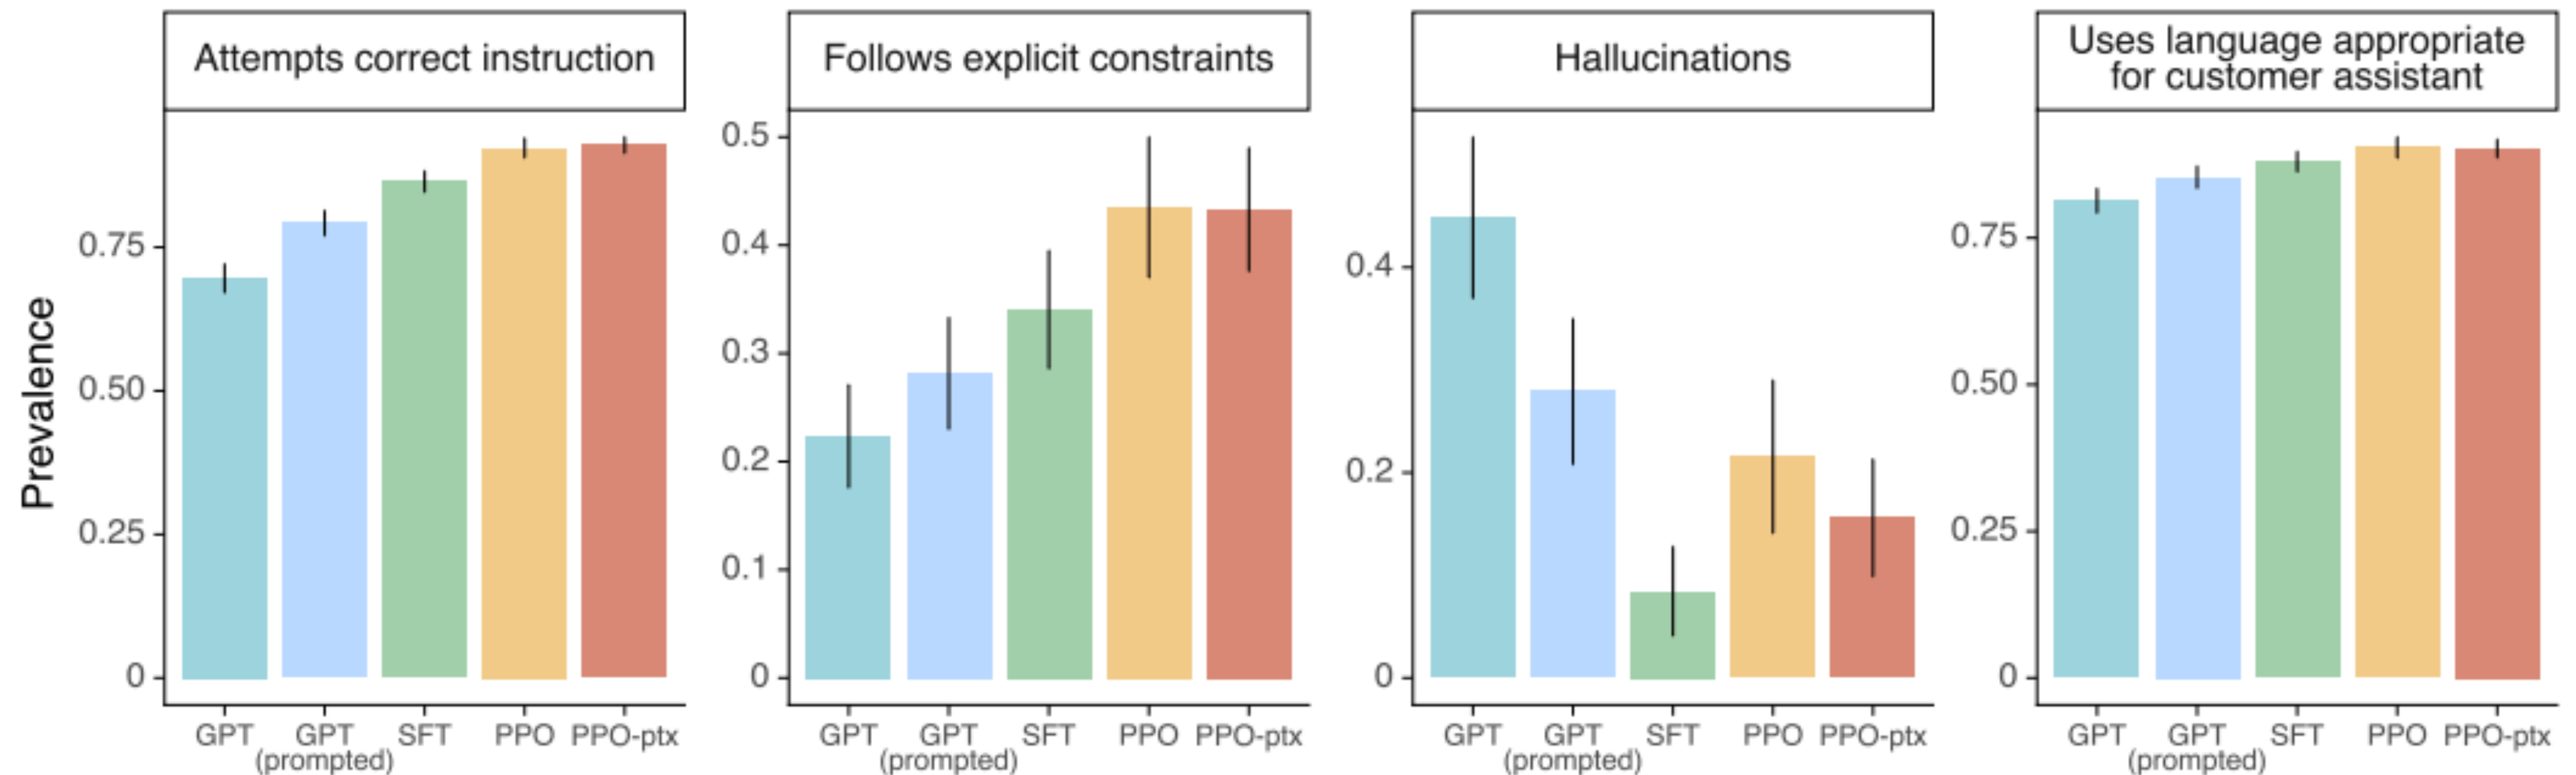 Attempts correct instruction
Follows explicit constraints
Hallucinations
Uses language appropriate
for customer assistant
Prevalence
0.75
0.50
0.25
0
GPT
GPT
(prompted)
SFT
PPO
PPO-ptx
0.5
0.4
0.3
0.2
0.1
0
GPT
GPT
(prompted)
SFT
PPO
PPO-ptx
0.4
0.2
0
GPT
GPT
(prompted)
SFT
PPO
PPO-ptx
0.75
0.50
0.25
0
GPT
GPT
(prompted)
SFT
PPO
PPO-ptx